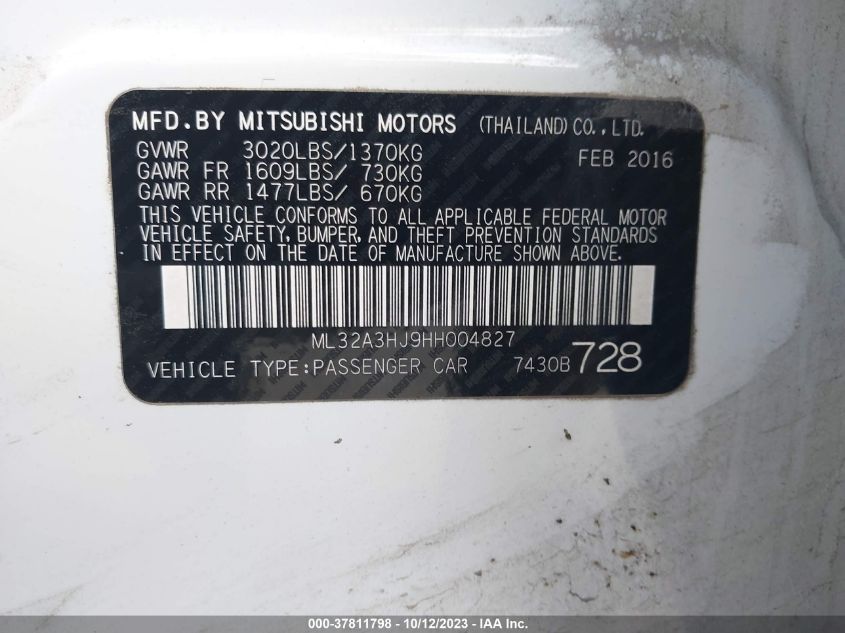 MFD.BY MITSUBISHI MOTORS (THAILAND) CO., LTD.
GVWR 3020LBS/1370KG FEB 2016
GAWR FR 1609LBS/ 730KG
GAWR RR 1477LBS/ 670KG
THIS VEHICLE CONFORMS TO ALL APPLICABLE FEDERAL MOTOR
VEHICLE SAFETY, BUMPER, AND THEFT PREVENTION STANDARDS
IN EFFECT ON THE DATE OF MANUFACTURE SHOWN ABOVE.
ML32A3HJ9HH004827
VEHICLE TYPE:PASSENGER CAR 7430B 728
000-37811798 - 10/12/2023 - IAA Inc.